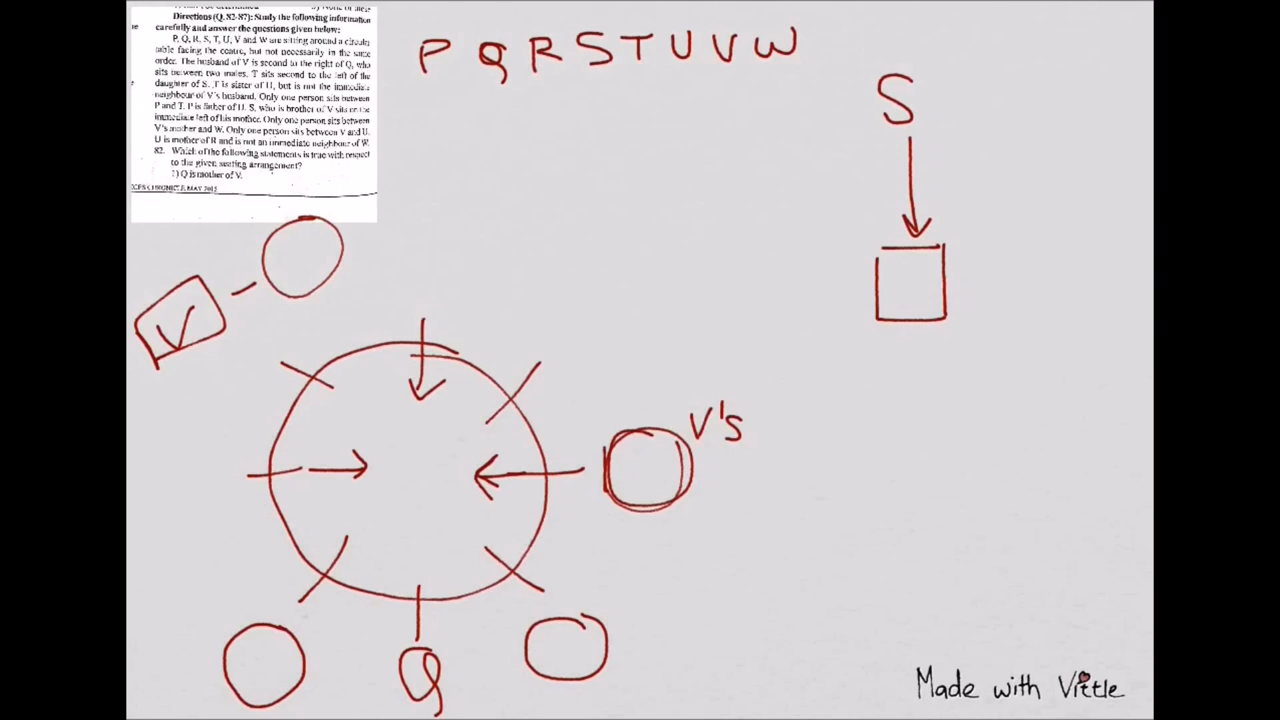 Directions (Q. 82-87): Study the following information
carefully and answer the questions given below:
P, Q, R, S, T, U, V and W are sitting around a circular
table facing the centre, but not necessarily in the same
order. The husband of V is second to the right of Q, who
sits between two males. T sits second to the left of the
daughter of S. T is sister of U, but is not the immediate
neighbour of V's husband. Only one person sits between
P and T. P is father of U. S, who is brother of V sits on the
immediate left of his mother. Only one person sits between
V's mother and W. Only one person sits between V and U.
U is mother of R and is not an immediate neighbour of W.
82. Which of the following statements is true with respect
to the given seating arrangement?
1) Q is mother of V.
MAY 2015
P Q R S T U V W
S
V
V's
Q
Made with Vittle